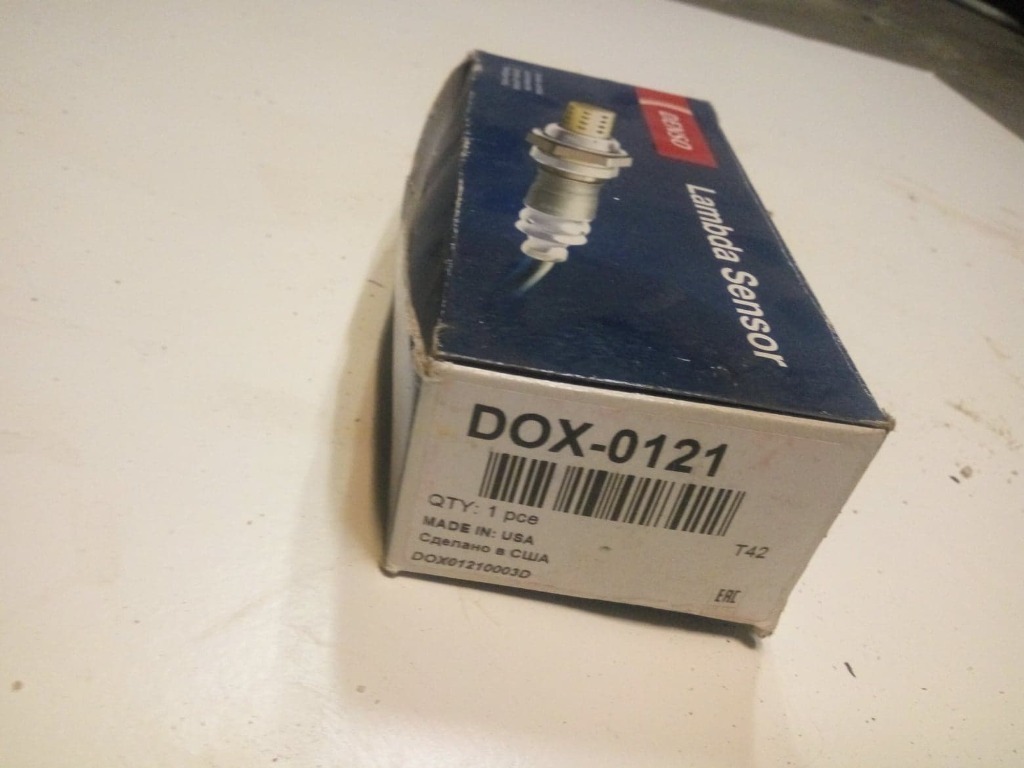 DENSO
Lambda Sensor
DOX-0121
QTY: 1 pce
MADE IN: USA
Сделано в США
DOX01210003D
T42
EAC